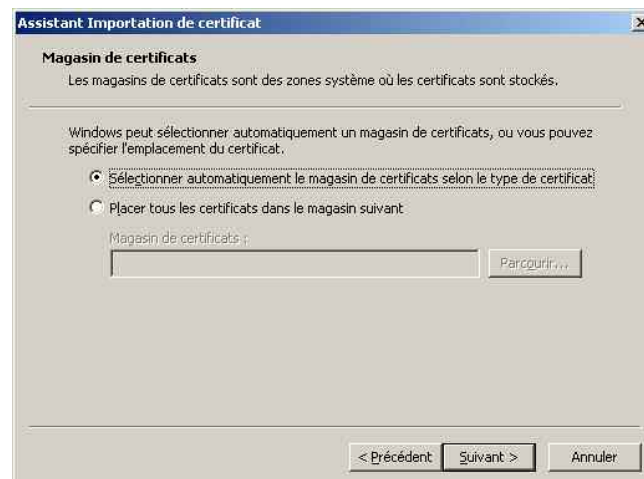 Assistant Importation de certificat
Magasin de certificats
Les magasins de certificats sont des zones système où les certificats sont stockés.
Windows peut sélectionner automatiquement un magasin de certificats, ou vous pouvez
spécifier l'emplacement du certificat.
Sélectionner automatiquement le magasin de certificats selon le type de certificat
Placer tous les certificats dans le magasin suivant
Magasin de certificats :
Parcourir...
< Précédent
Suivant >
Annuler